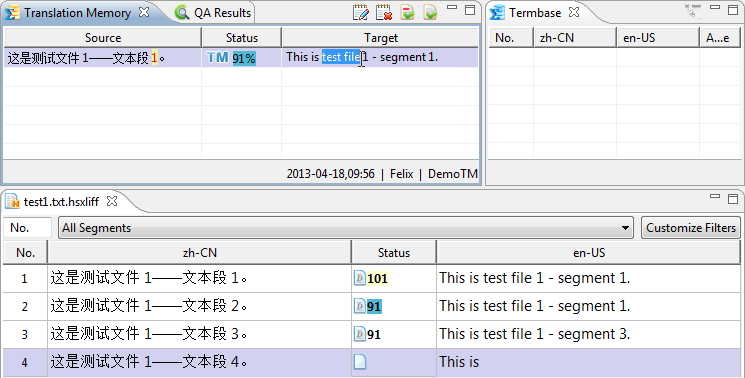 Translation Memory QA Results
Source Status Target
这是测试文件 1——文本段 1。 TM 91% This is test file 1 - segment 1.
2013-04-18,09:56 | Felix | DemoTM
Termbase
No. zh-CN en-US A...e
test1.txt.hsxliff
No. All Segments Customize Filters
No. zh-CN Status en-US
1 这是测试文件 1——文本段 1。 101 This is test file 1 - segment 1.
2 这是测试文件 1——文本段 2。 91 This is test file 1 - segment 1.
3 这是测试文件 1——文本段 3。 91 This is test file 1 - segment 3.
4 这是测试文件 1——文本段 4。 This is